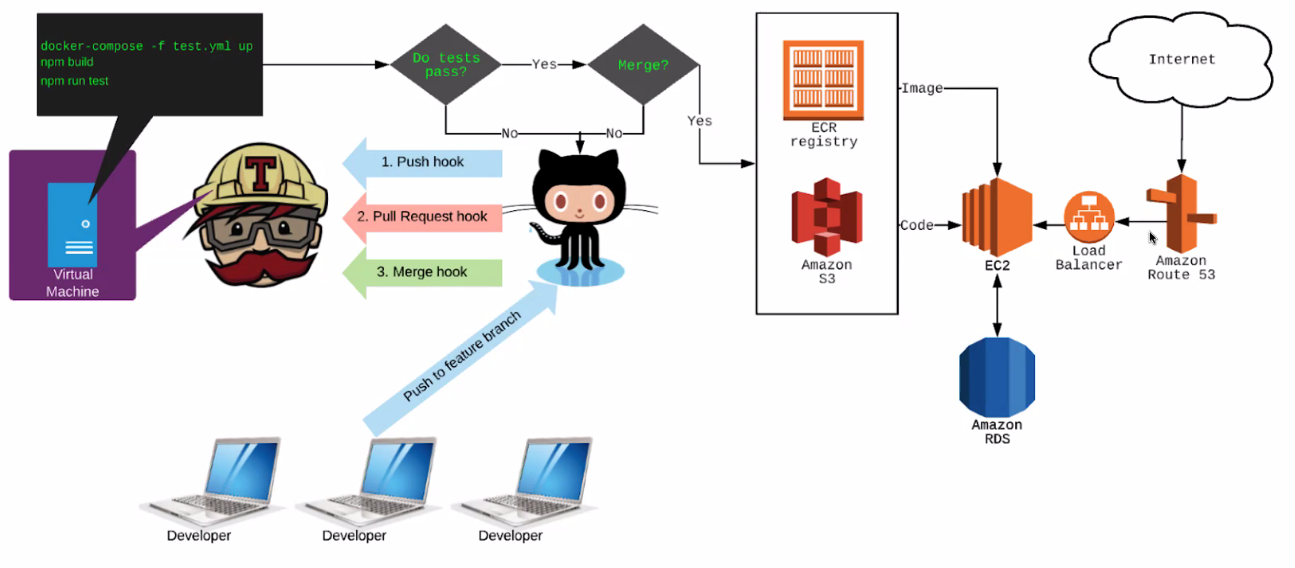 docker-compose -f test.yml up
npm build
npm run test
Do tests
pass?
Yes
Merge?
No
No
Yes
ECR
registry
Amazon
S3
Image
Code
EC2
Load
Balancer
Amazon
Route 53
Internet
Amazon
RDS
Virtual
Machine
T
1. Push hook
2. Pull Request hook
3. Merge hook
Push to feature branch
Developer
Developer
Developer